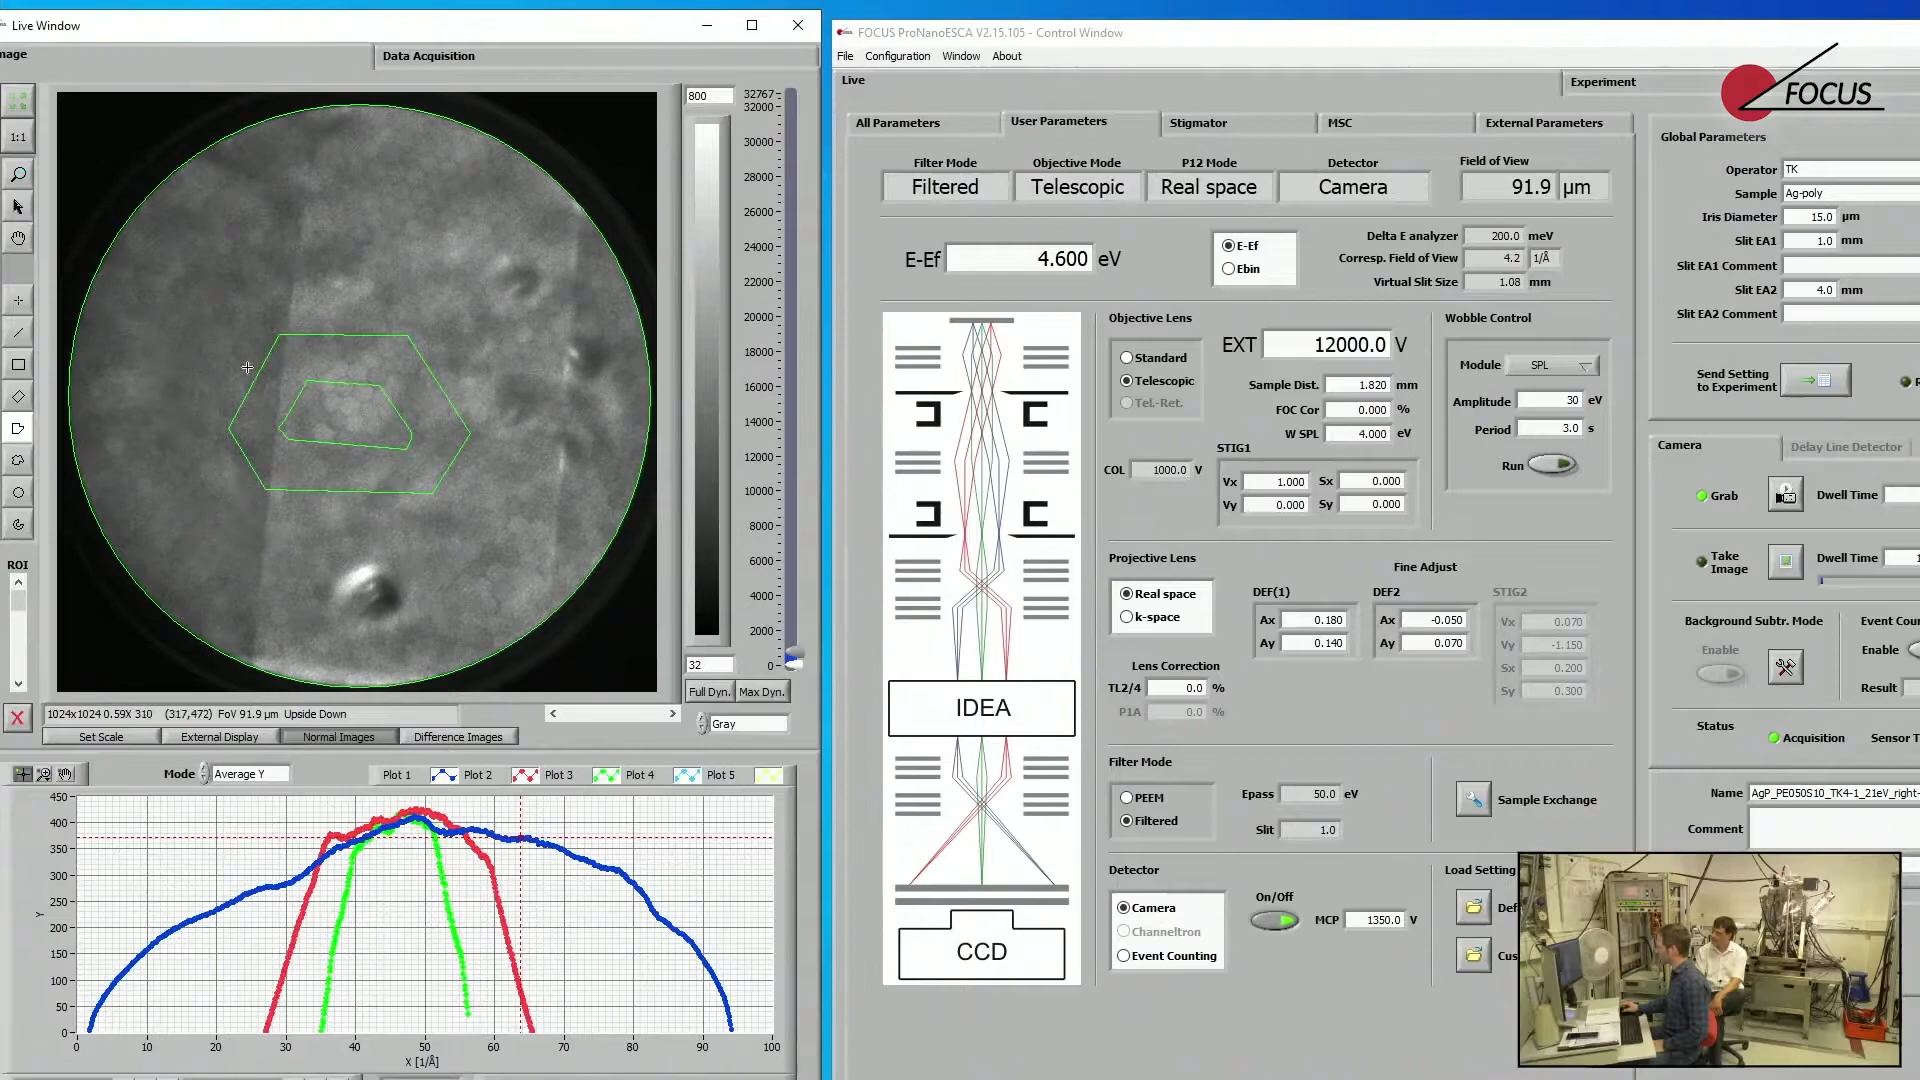 Live Window
mage
Data Acquisition
1:1
ROI
800
32767
32000
30000
28000
26000
24000
22000
20000
18000
16000
14000
12000
10000
8000
6000
4000
2000
0
32
Full Dyn.
Max Dyn.
1024x1024 0.59X 310 (317,472) FoV 91.9 µm Upside Down
Gray
Set Scale
External Display
Normal Images
Difference Images
Mode
Average Y
Plot 1
Plot 2
Plot 3
Plot 4
Plot 5
450
400
350
300
250
200
150
100
50
0
Y
0 10 20 30 40 50 60 70 80 90 100
X [1/Å]
FOCUS ProNanoESCA V2.15.105 - Control Window
File Configuration Window About
Live
Experiment
FOCUS
All Parameters
User Parameters
Stigmator
MSC
External Parameters
Filter Mode
Filtered
Objective Mode
Telescopic
P12 Mode
Real space
Detector
Camera
Field of View
91.9 µm
E-Ef 4.600 eV
E-Ef
Ebin
Delta E analyzer 200.0 meV
Corresp. Field of View 4.2 1/Å
Virtual Slit Size 1.08 mm
Objective Lens
Standard
Telescopic
Tel.-Ret.
EXT 12000.0 V
Sample Dist. 1.820 mm
FOC Cor 0.000 %
W SPL 4.000 eV
COL 1000.0 V
STIG1
Vx 1.000 Sx 0.000
Vy 0.000 Sy 0.000
Wobble Control
Module SPL
Amplitude 30 eV
Period 3.0 s
Run
Projective Lens
Real space
k-space
Fine Adjust
DEF(1)
Ax 0.180
Ay 0.140
DEF2
Ax -0.050
Ay 0.070
STIG2
Vx 0.070
Vy -1.150
Sx 0.200
Sy 0.300
Lens Correction
TL2/4 0.0 %
P1A 0.0 %
IDEA
CCD
Filter Mode
PEEM
Filtered
Epass 50.0 eV
Slit 1.0
Sample Exchange
Detector
Camera
Channeltron
Event Counting
On/Off
MCP 1350.0 V
Load Setting
Def
Cus
Global Parameters
Operator TK
Sample Ag-poly
Iris Diameter 15.0 µm
Slit EA1 1.0 mm
Slit EA1 Comment
Slit EA2 4.0 mm
Slit EA2 Comment
Send Setting
to Experiment
Camera
Delay Line Detector
Grab
Dwell Time
Take
Image
Dwell Time
Background Subtr. Mode
Enable
Event Cou
Enable
Result
Status
Acquisition
Sensor T
Name AgP_PE050S10_TK4-1_21eV_right-
Comment